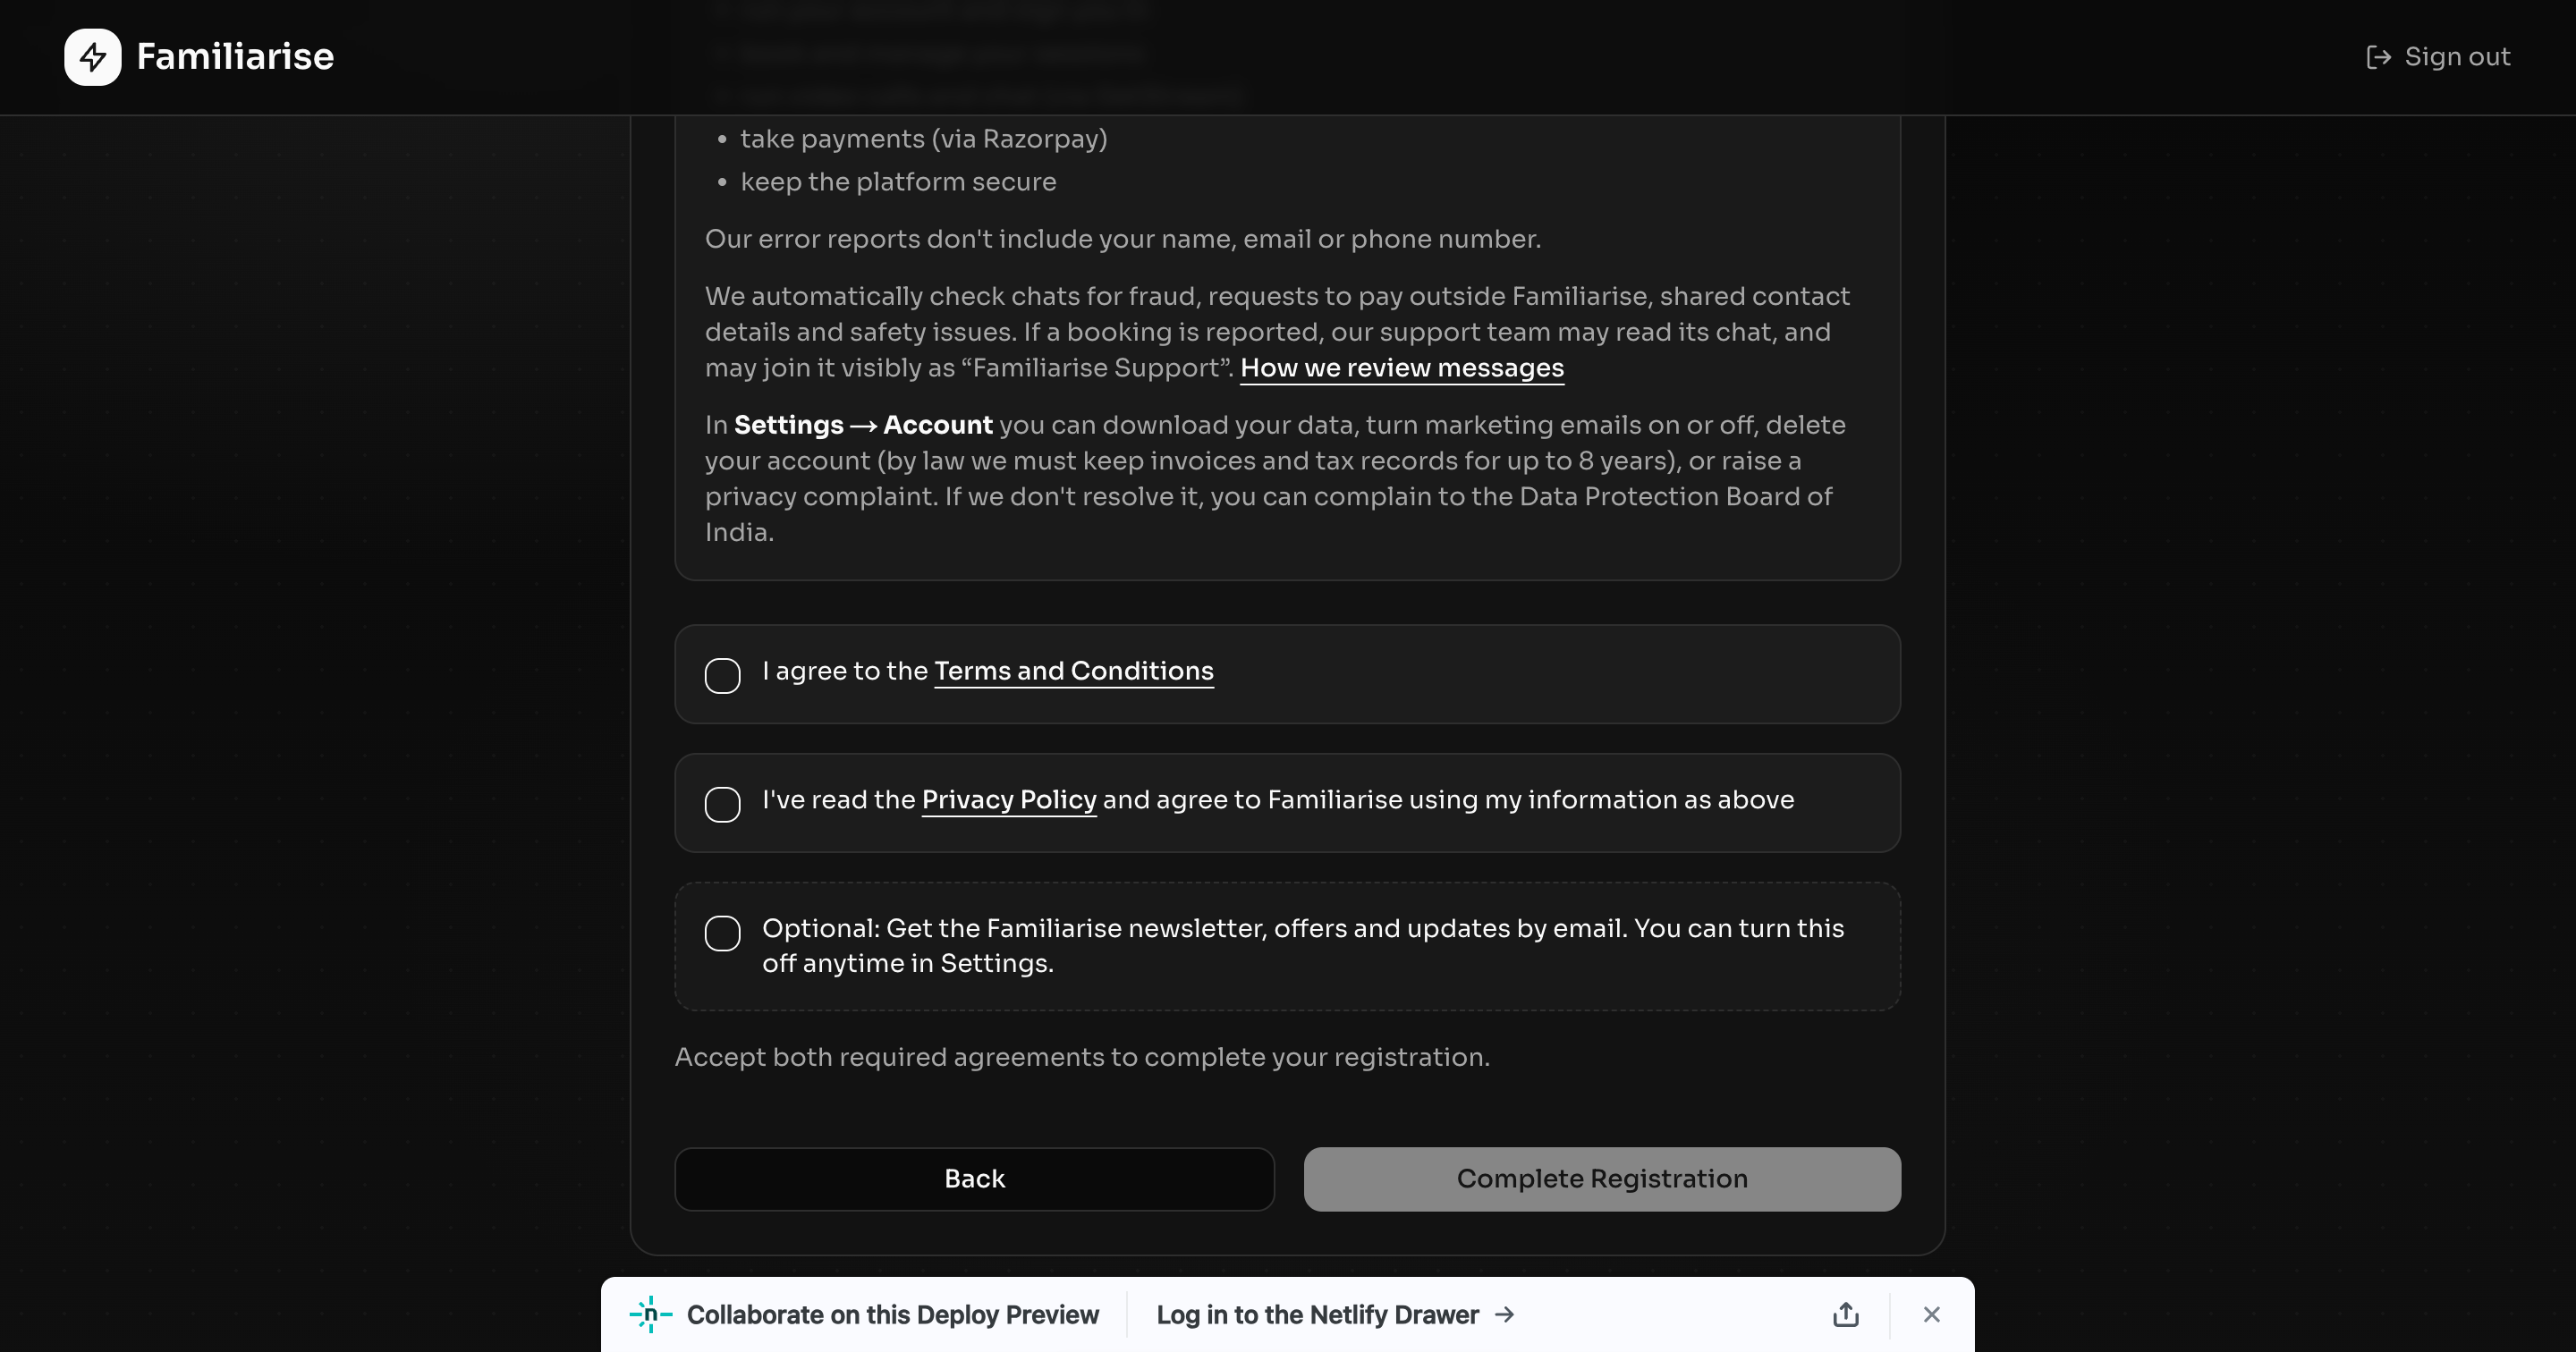 Familiarise
Sign out
• take payments (via Razorpay)
• keep the platform secure
Our error reports don't include your name, email or phone number.
We automatically check chats for fraud, requests to pay outside Familiarise, shared contact
details and safety issues. If a booking is reported, our support team may read its chat, and
may join it visibly as “Familiarise Support”. How we review messages
In Settings → Account you can download your data, turn marketing emails on or off, delete
your account (by law we must keep invoices and tax records for up to 8 years), or raise a
privacy complaint. If we don't resolve it, you can complain to the Data Protection Board of
India.
I agree to the Terms and Conditions
I've read the Privacy Policy and agree to Familiarise using my information as above
Optional: Get the Familiarise newsletter, offers and updates by email. You can turn this
off anytime in Settings.
Accept both required agreements to complete your registration.
Back
Complete Registration
Collaborate on this Deploy Preview
Log in to the Netlify Drawer →